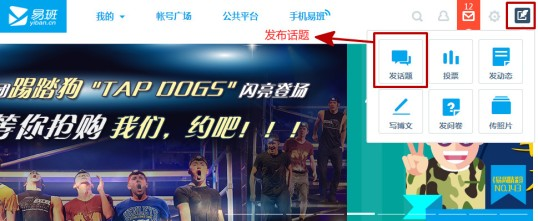 易班
yiban.cn
我的
帐号广场
公共平台
手机易班
12
发布话题
发话题
投票
发动态
写博文
发问卷
传照片
踢踏狗 "TAP DOGS" 闪亮登场
等你抢购 我们，约吧！！！